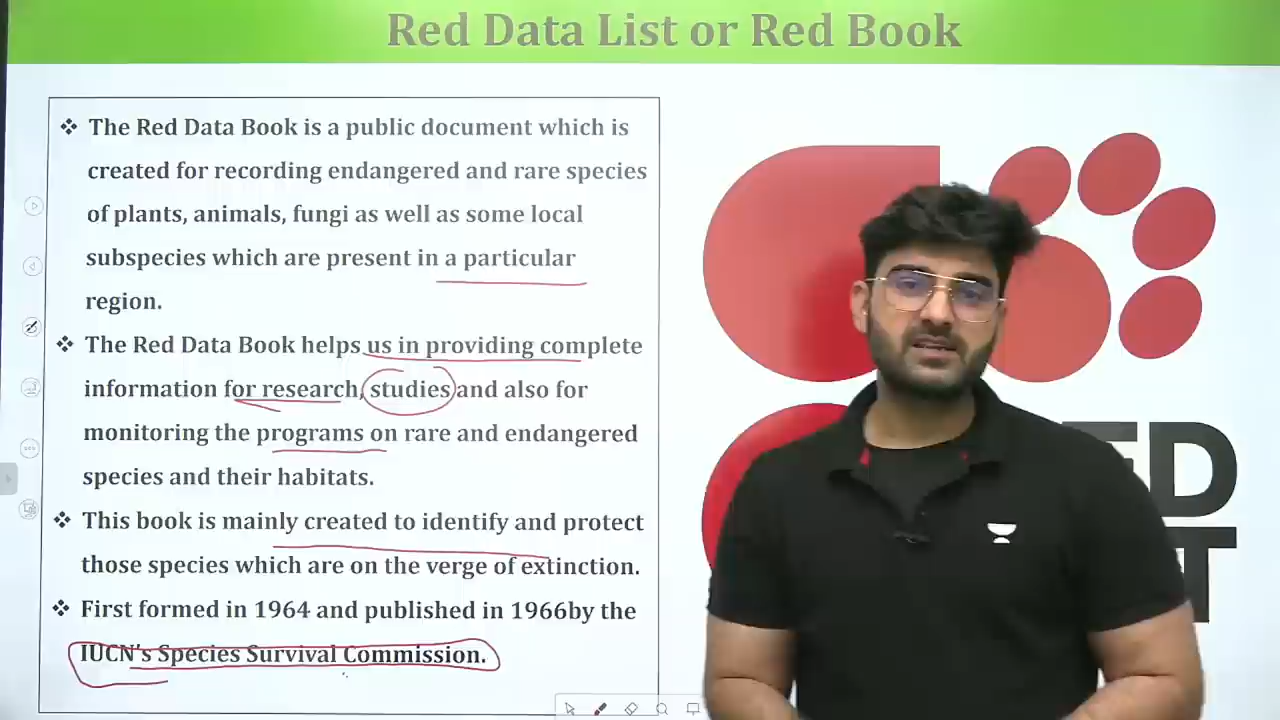 Red Data List or Red Book
❖ The Red Data Book is a public document which is
created for recording endangered and rare species
of plants, animals, fungi as well as some local
subspecies which are present in a particular
region.
❖ The Red Data Book helps us in providing complete
information for research, studies and also for
monitoring the programs on rare and endangered
species and their habitats.
❖ This book is mainly created to identify and protect
those species which are on the verge of extinction.
❖ First formed in 1964 and published in 1966by the
IUCN's Species Survival Commission.